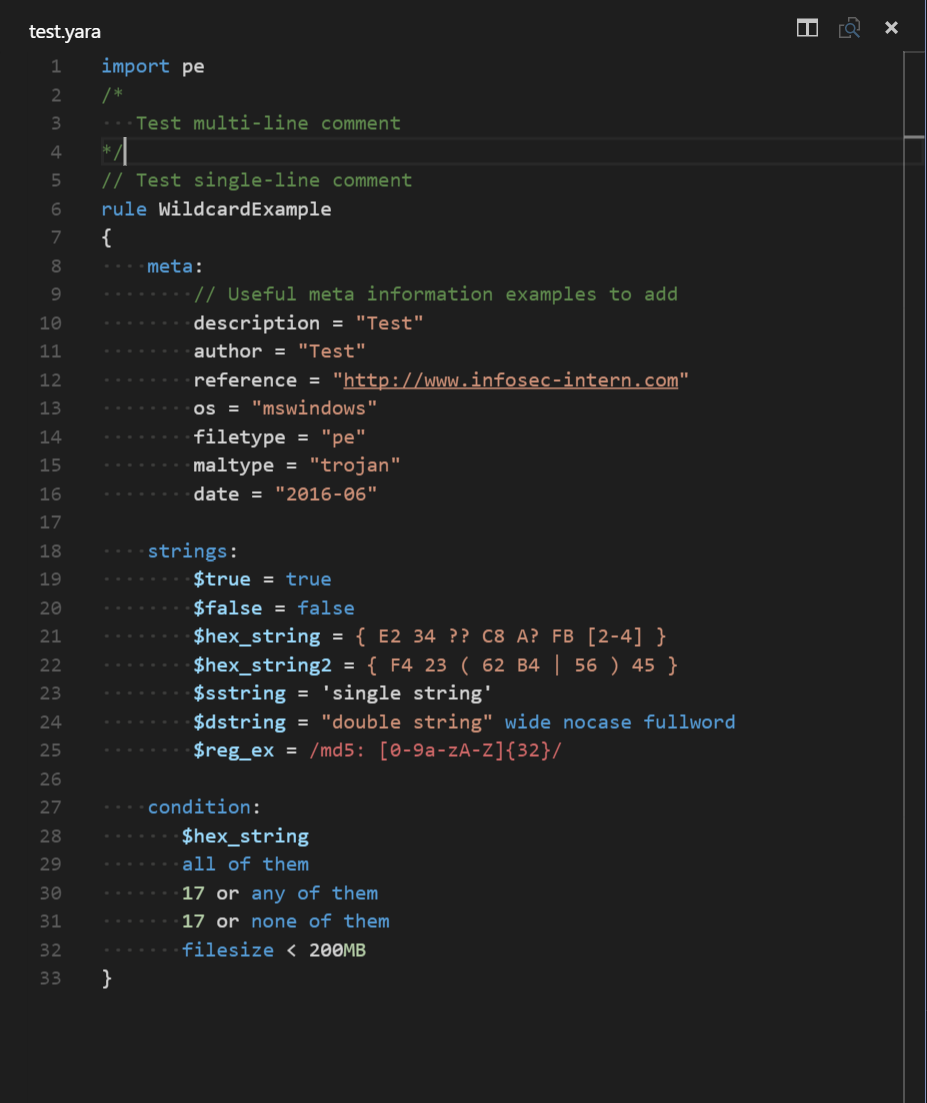 test.yara
1 import pe
2 /*
3 ···Test multi-line comment
4 */
5 // Test single-line comment
6 rule WildcardExample
7 {
8 ····meta:
9 ········// Useful meta information examples to add
10 ········description = "Test"
11 ········author = "Test"
12 ········reference = "http://www.infosec-intern.com"
13 ········os = "mswindows"
14 ········filetype = "pe"
15 ········maltype = "trojan"
16 ········date = "2016-06"
17
18 ····strings:
19 ········$true = true
20 ········$false = false
21 ········$hex_string = { E2 34 ?? C8 A? FB [2-4] }
22 ········$hex_string2 = { F4 23 ( 62 B4 | 56 ) 45 }
23 ········$sstring = 'single string'
24 ········$dstring = "double string" wide nocase fullword
25 ········$reg_ex = /md5: [0-9a-zA-Z]{32}/
26
27 ····condition:
28 ·······$hex_string
29 ·······all of them
30 ·······17 or any of them
31 ·······17 or none of them
32 ·······filesize < 200MB
33 }